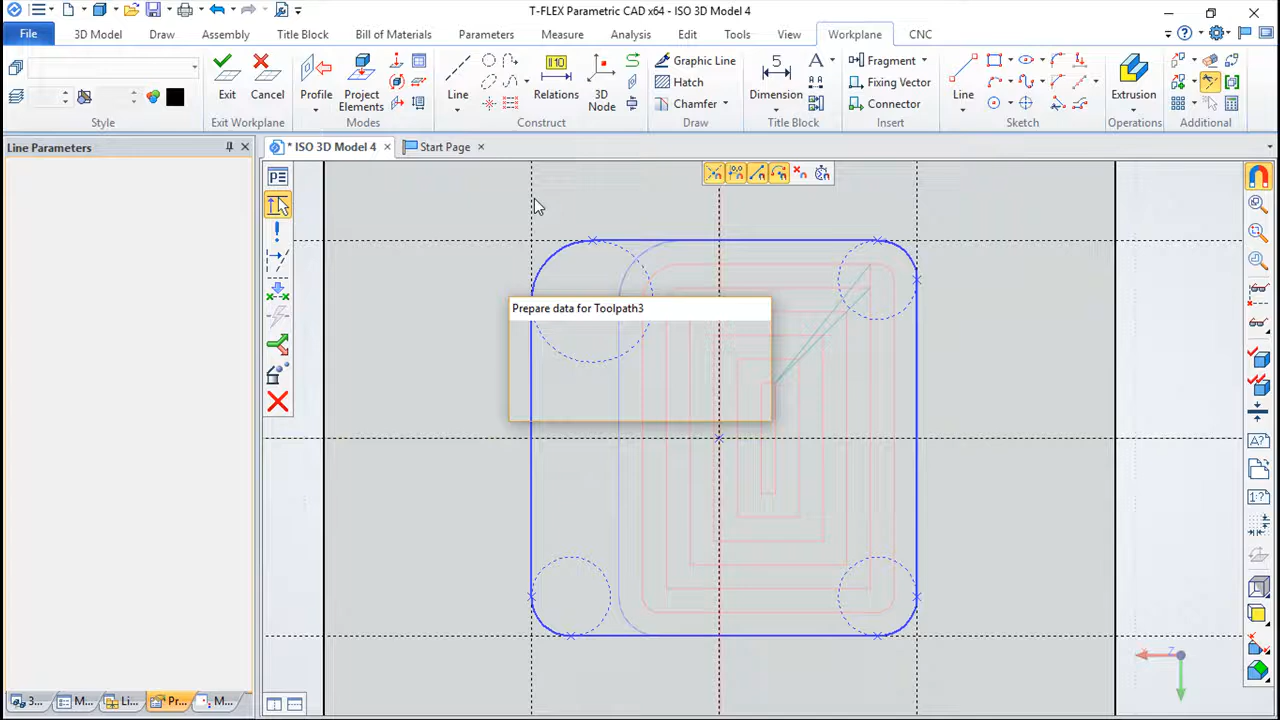 T-FLEX Parametric CAD x64 - ISO 3D Model 4
File
3D Model
Draw
Assembly
Title Block
Bill of Materials
Parameters
Measure
Analysis
Edit
Tools
View
Workplane
CNC
Exit
Cancel
Profile
Project
Elements
Line
Relations
3D
Node
Graphic Line
Hatch
Chamfer
Dimension
Fragment
Fixing Vector
Connector
Line
Extrusion
Style
Exit Workplane
Modes
Construct
Draw
Title Block
Insert
Sketch
Operations
Additional
Line Parameters
* ISO 3D Model 4
Start Page
Prepare data for Toolpath3
3...
M...
Li...
Pr...
M...